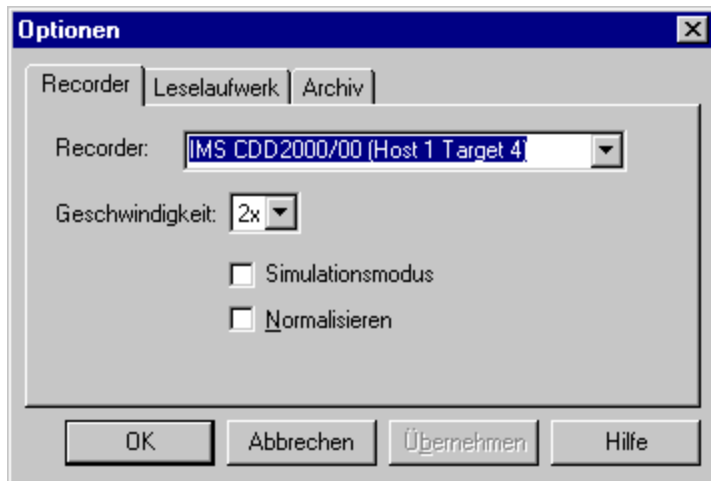 Optionen
Recorder Leselaufwerk Archiv
Recorder: IMS CDD2000/00 (Host 1 Target 4)
Geschwindigkeit: 2x
Simulationsmodus
Normalisieren
OK Abbrechen Übernehmen Hilfe